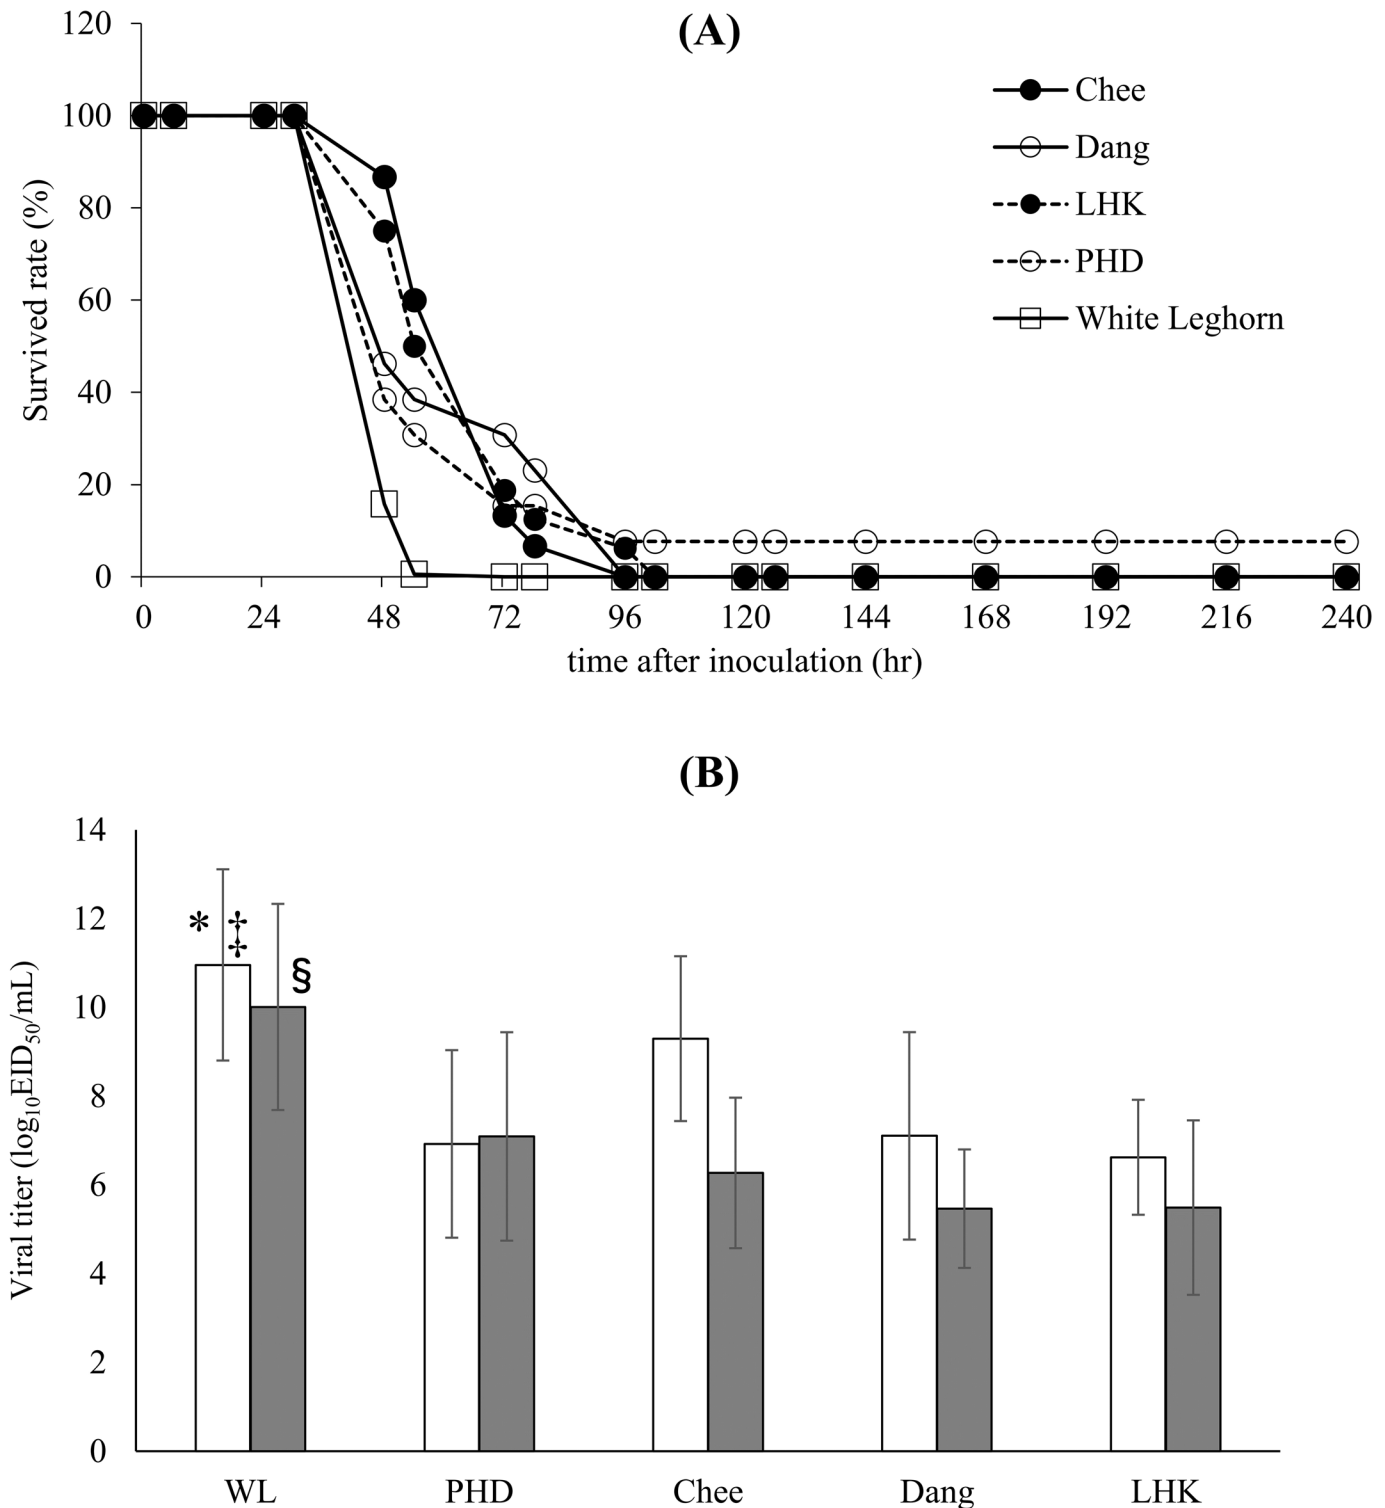 (A)
120
100
80
60
40
20
0
Survived rate (%)
Chee
Dang
LHK
PHD
White Leghorn
0 24 48 72 96 120 144 168 192 216 240
time after inoculation (hr)
(B)
14
12
10
8
6
4
2
0
Viral titer (log₁₀EID₅₀/mL)
* ‡
§
WL PHD Chee Dang LHK